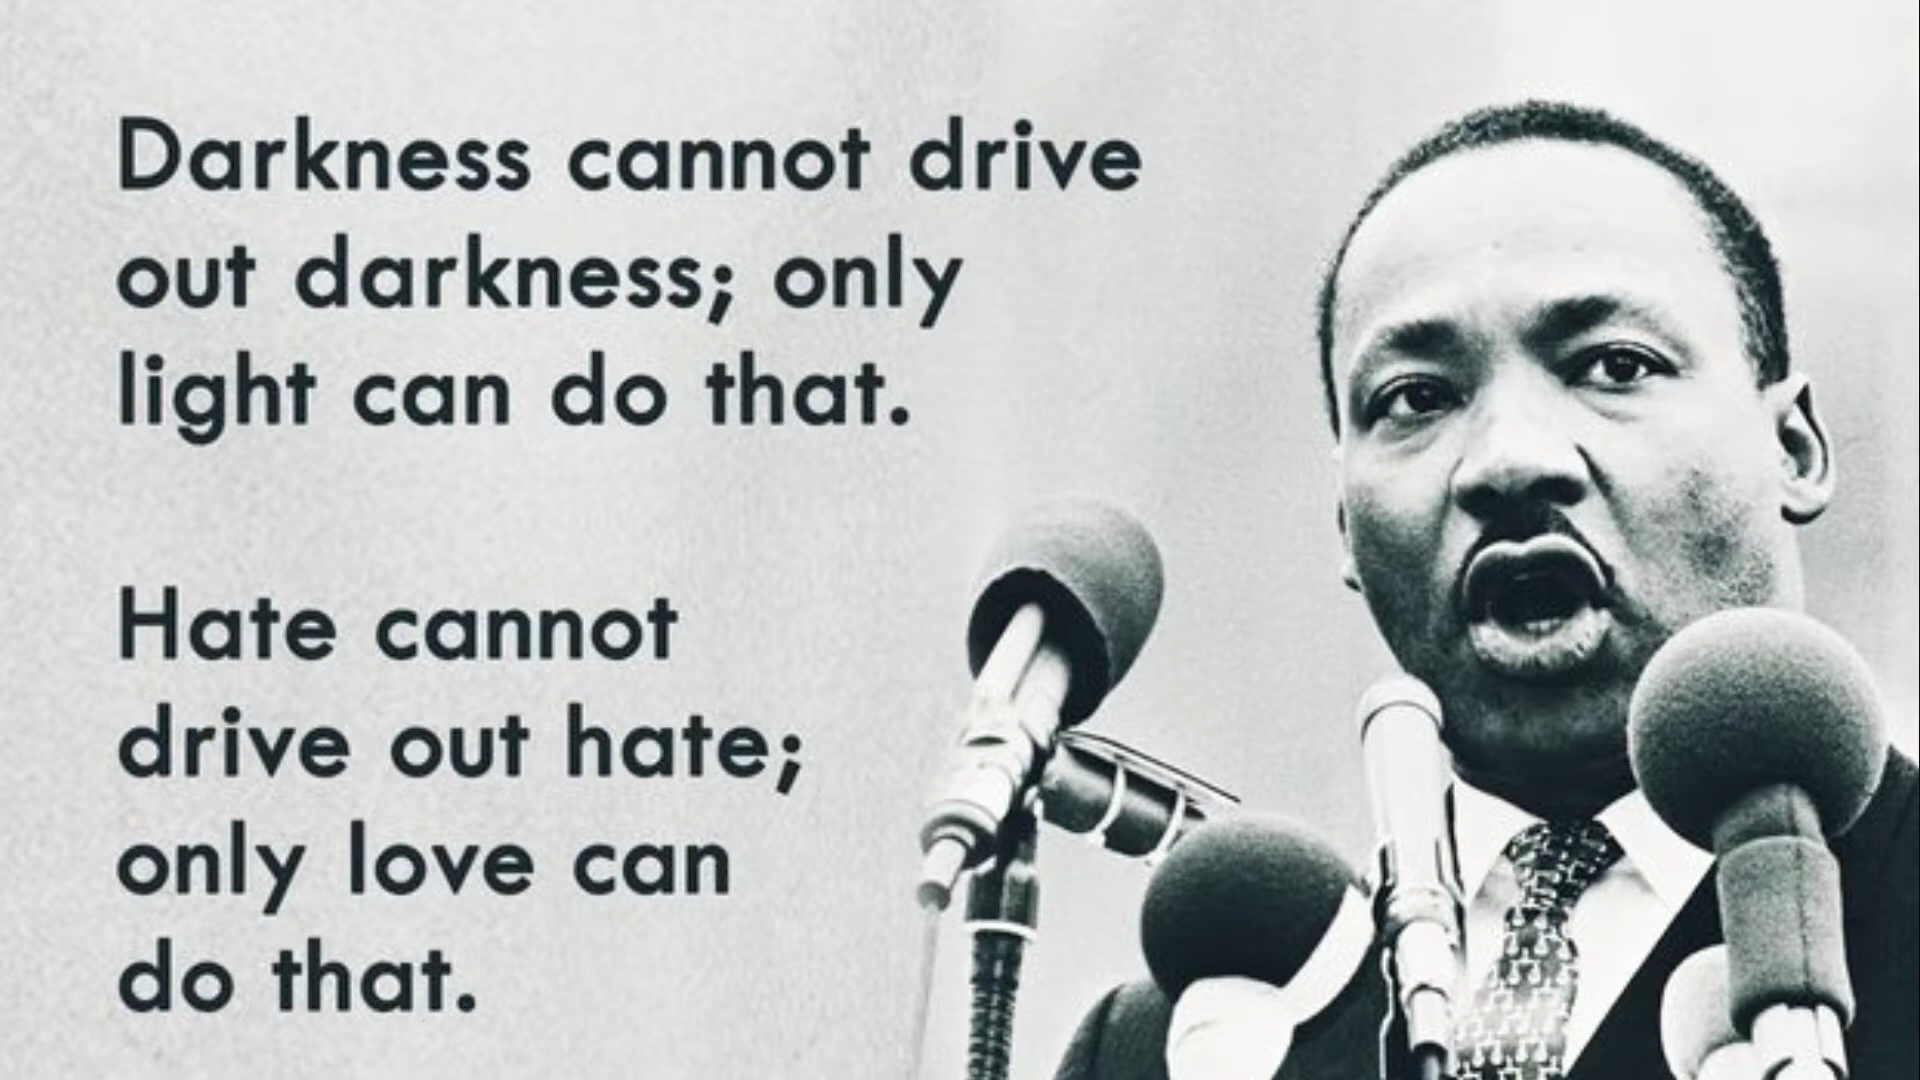 Darkness cannot drive
out darkness; only
light can do that.
Hate cannot
drive out hate;
only love can
do that.